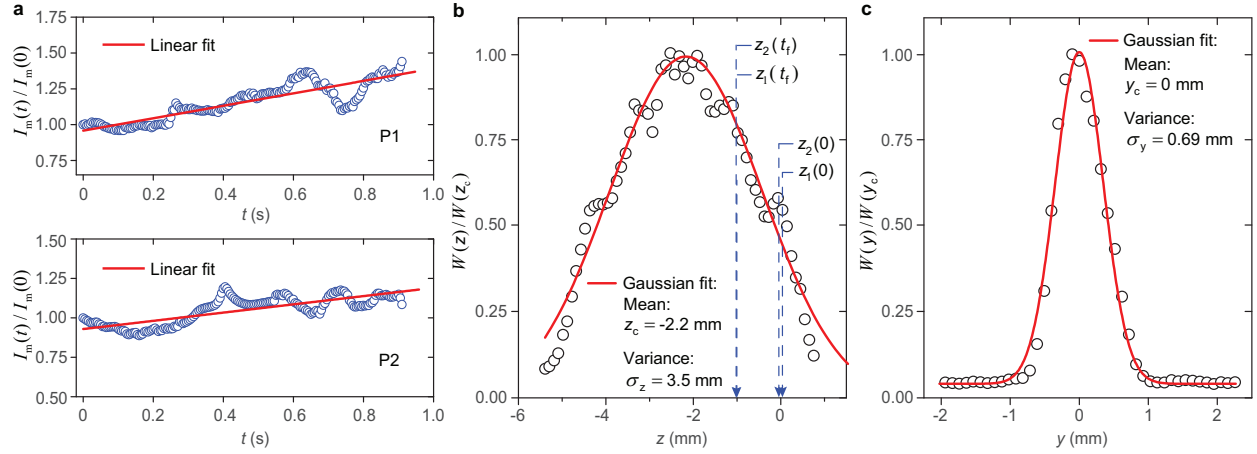 a
1.75
1.50
1.25
1.00
0.75
I_m(t) / I_m(0)
Linear fit
P1
0.0 0.2 0.4 0.6 0.8 1.0
t (s)
1.50
1.25
1.00
0.75
0.50
I_m(t) / I_m(0)
Linear fit
P2
0.0 0.2 0.4 0.6 0.8 1.0
t (s)
b
1.00
0.75
0.50
0.25
0.00
W(z) / W(z_c)
z_2(t_f)
z_1(t_f)
z_2(0)
z_1(0)
Gaussian fit:
Mean:
z_c = -2.2 mm
Variance:
σ_z = 3.5 mm
-6 -4 -2 0
z (mm)
c
1.00
0.75
0.50
0.25
0.00
W(y) / W(y_c)
Gaussian fit:
Mean:
y_c = 0 mm
Variance:
σ_y = 0.69 mm
-2 -1 0 1 2
y (mm)